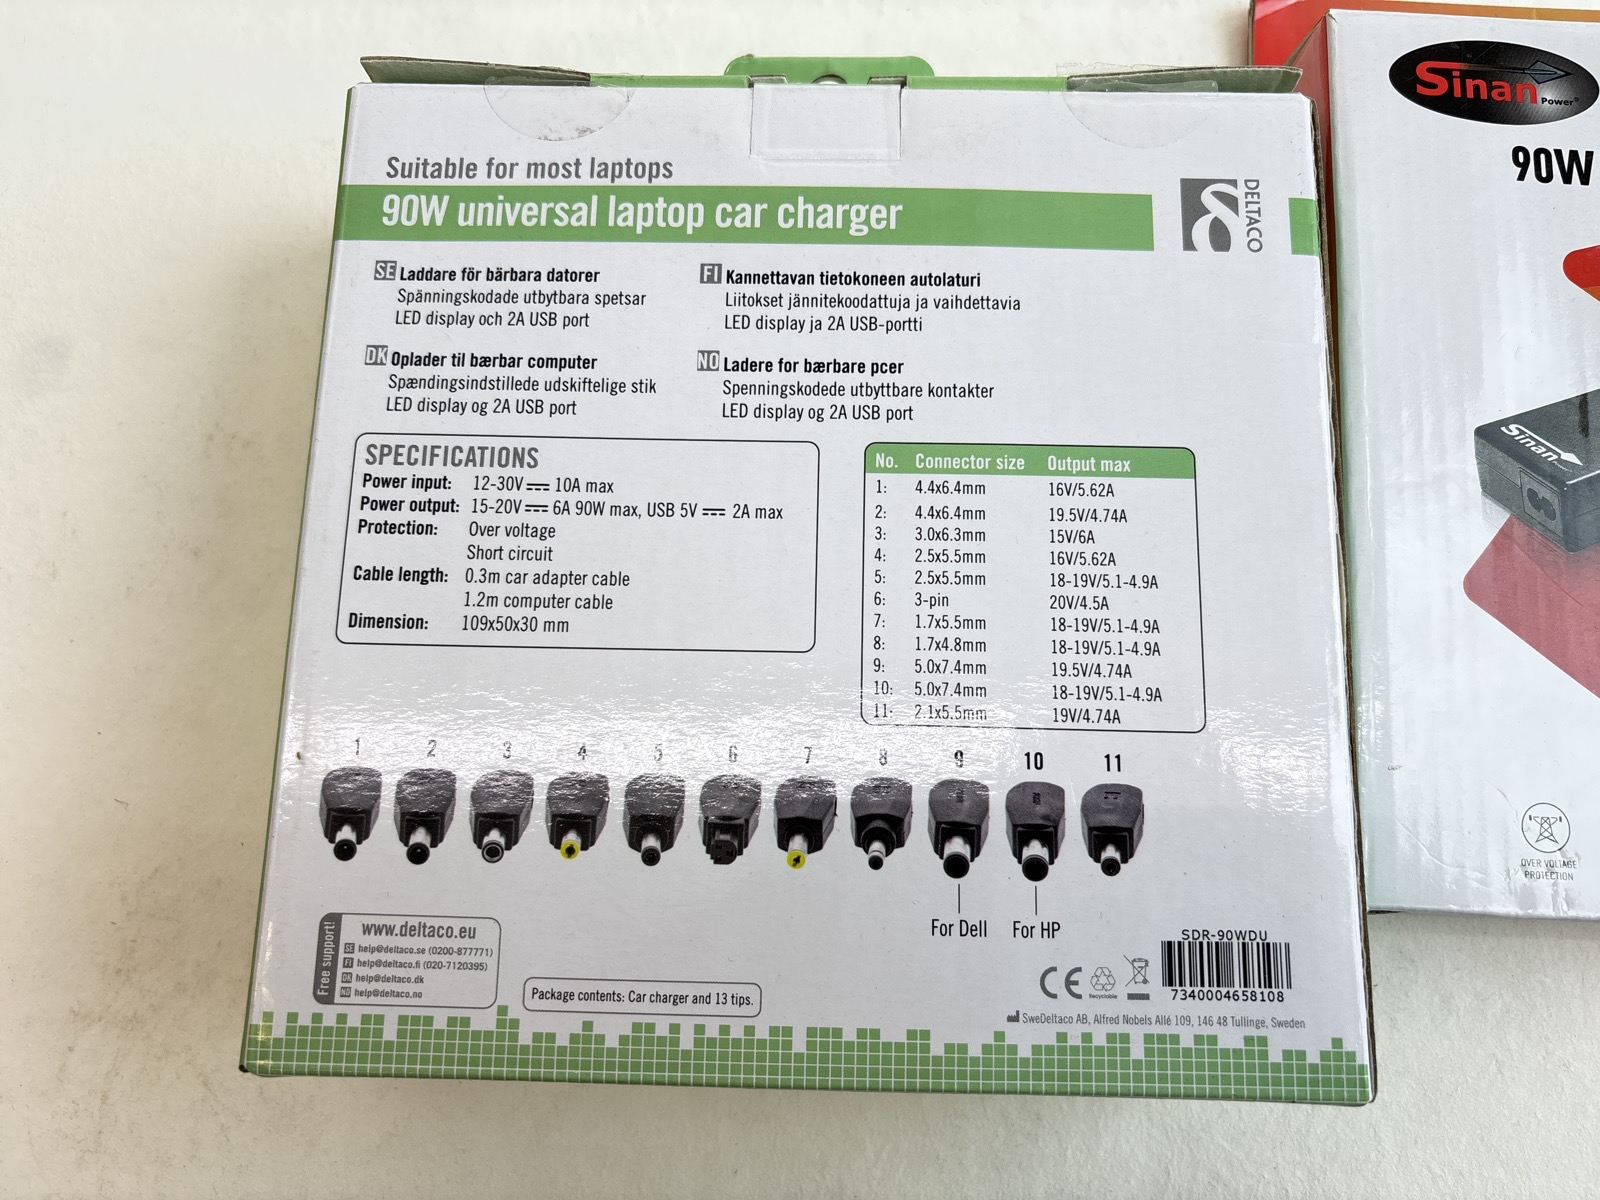 Suitable for most laptops
90W universal laptop car charger
DELTACO
SE Laddare för bärbara datorer
Spänningskodade utbytbara spetsar
LED display och 2A USB port
FI Kannettavan tietokoneen autolaturi
Liitokset jännitekoodattuja ja vaihdettavia
LED display ja 2A USB-portti
DK Oplader til bærbar computer
Spændingsindstillede udskiftelige stik
LED display og 2A USB port
NO Ladere for bærbare pcer
Spenningskodede utbyttbare kontakter
LED display og 2A USB port
SPECIFICATIONS
Power input: 12-30V⎓ 10A max
Power output: 15-20V⎓ 6A 90W max, USB 5V ⎓ 2A max
Protection: Over voltage
Short circuit
Cable length: 0.3m car adapter cable
1.2m computer cable
Dimension: 109x50x30 mm
No. Connector size Output max
1: 4.4x6.4mm 16V/5.62A
2: 4.4x6.4mm 19.5V/4.74A
3: 3.0x6.3mm 15V/6A
4: 2.5x5.5mm 16V/5.62A
5: 2.5x5.5mm 18-19V/5.1-4.9A
6: 3-pin 20V/4.5A
7: 1.7x5.5mm 18-19V/5.1-4.9A
8: 1.7x4.8mm 18-19V/5.1-4.9A
9: 5.0x7.4mm 19.5V/4.74A
10: 5.0x7.4mm 18-19V/5.1-4.9A
11: 2.1x5.5mm 19V/4.74A
1 2 3 4 5 6 7 8 9 10 11
For Dell For HP
Free support!
www.deltaco.eu
SE help@deltaco.se (0200-877771)
FI help@deltaco.fi (020-7120395)
DK help@deltaco.dk
NO help@deltaco.no
Package contents: Car charger and 13 tips.
CE
Recyclable
SDR-90WDU
7340004658108
SweDeltaco AB, Alfred Nobels Allé 109, 146 48 Tullinge, Sweden
Sinan
Power®
90W
Sinan
OVER VOLTAGE
PROTECTION